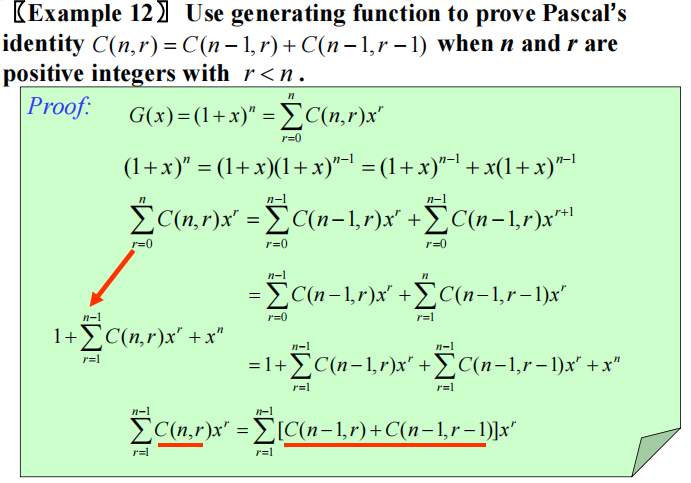 【Example 12】 Use generating function to prove Pascal's
identity C(n,r) = C(n−1,r) + C(n−1,r−1) when n and r are
positive integers with r < n.
Proof: G(x) = (1+x)^n = \sum_{r=0}^{n} C(n,r)x^r
(1+x)^n = (1+x)(1+x)^{n−1} = (1+x)^{n−1} + x(1+x)^{n−1}
\sum_{r=0}^{n} C(n,r)x^r = \sum_{r=0}^{n−1} C(n−1,r)x^r + \sum_{r=0}^{n−1} C(n−1,r)x^{r+1}
= \sum_{r=0}^{n−1} C(n−1,r)x^r + \sum_{r=1}^{n} C(n−1,r−1)x^r
1 + \sum_{r=1}^{n−1} C(n,r)x^r + x^n
= 1 + \sum_{r=1}^{n−1} C(n−1,r)x^r + \sum_{r=1}^{n−1} C(n−1,r−1)x^r + x^n
\sum_{r=1}^{n−1} C(n,r)x^r = \sum_{r=1}^{n−1} [C(n−1,r) + C(n−1,r−1)]x^r